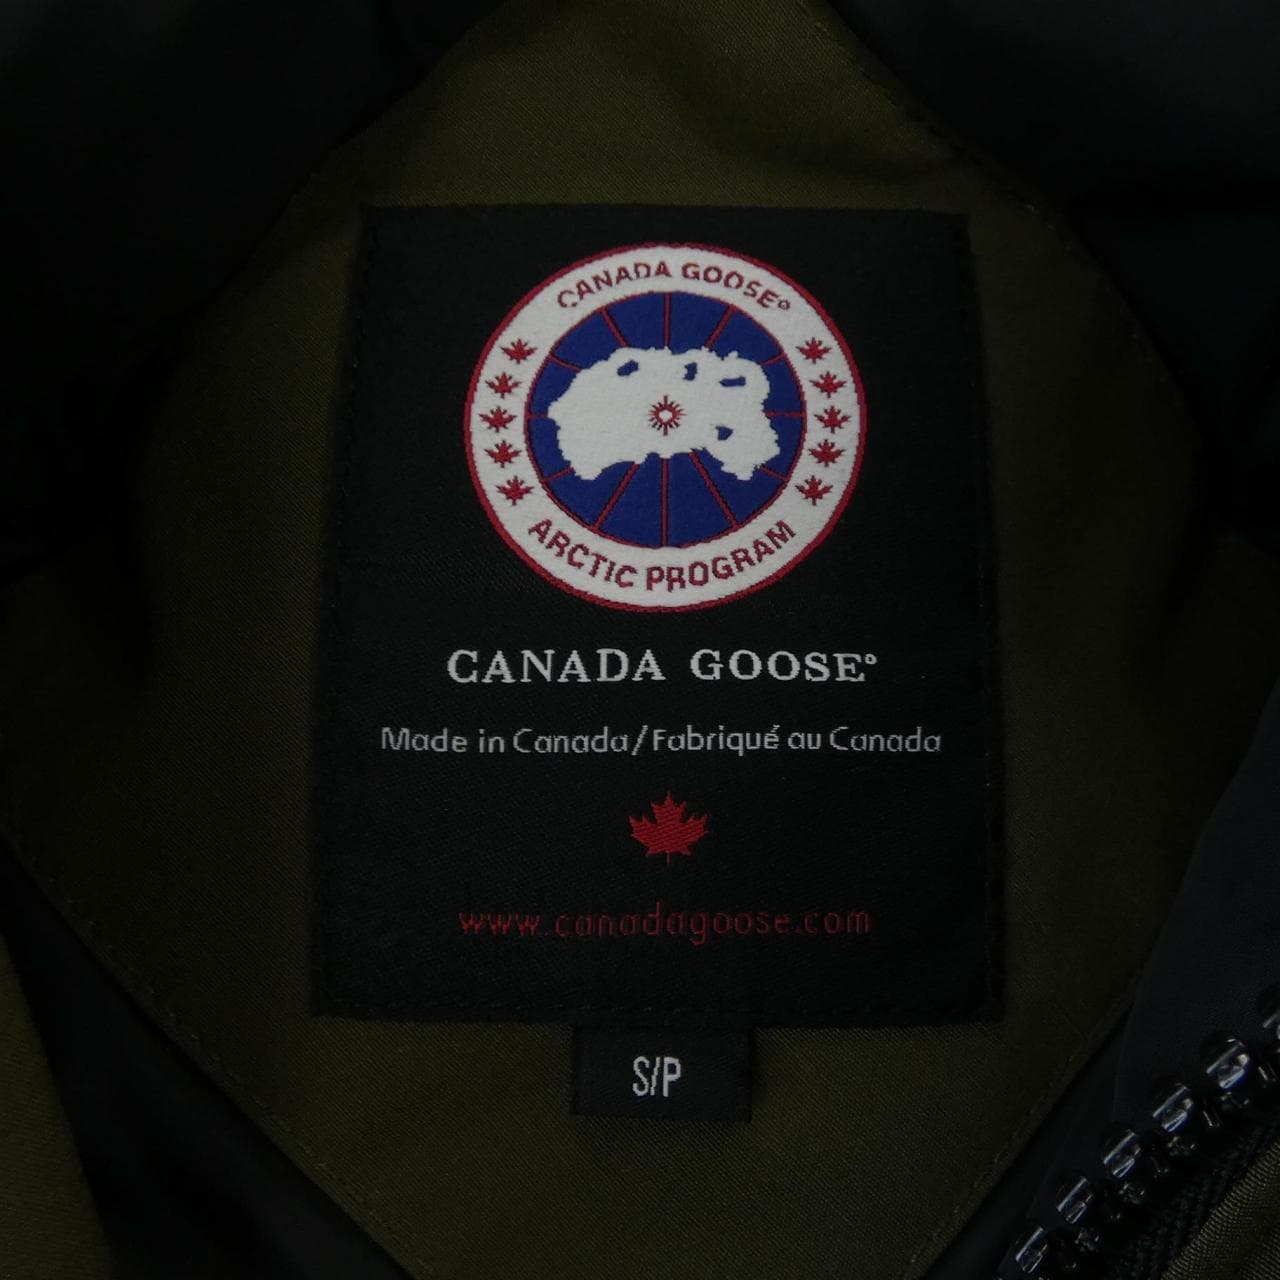 CANADA GOOSE®
ARCTIC PROGRAM
CANADA GOOSE®
Made in Canada/Fabriqué au Canada
www.canadagoose.com
S/P